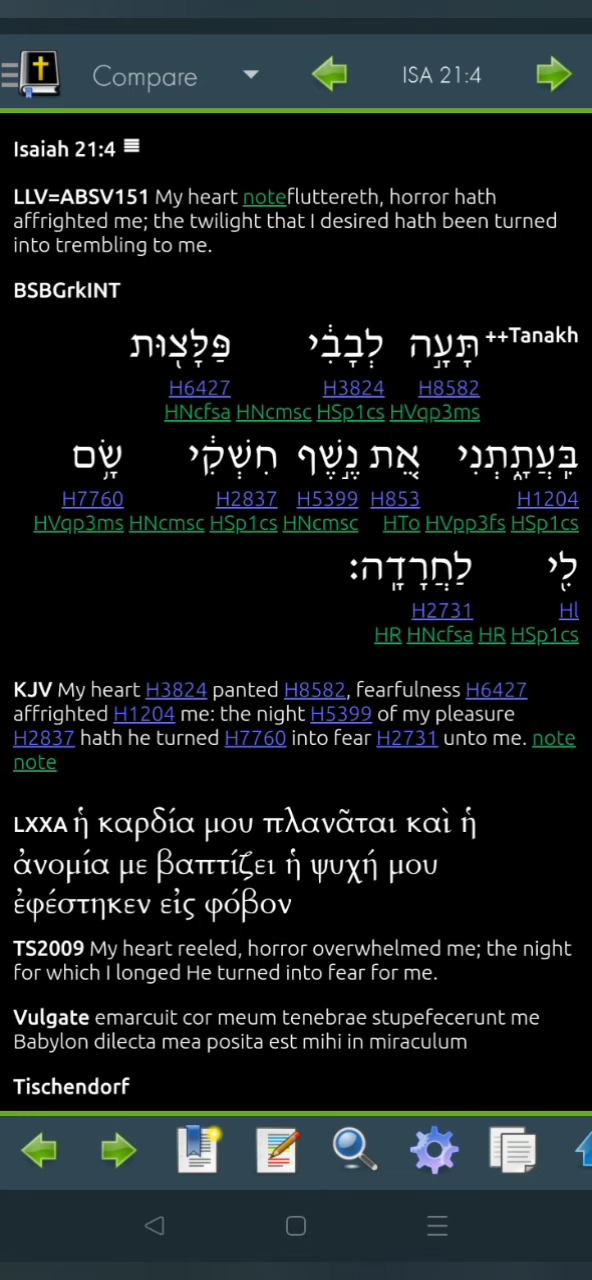 Compare
ISA 21:4
Isaiah 21:4
LLV=ABSV151 My heart notefluttereth, horror hath
affrighted me; the twilight that I desired hath been turned
into trembling to me.
BSBGrkINT
++Tanakh תָּעָ֣ה לְבָבִ֔י פַּלָּצ֖וּת
H6427 H3824 H8582
HNcfsa HNcmsc HSp1cs HVqp3ms
בִּֽעֲתָ֑תְנִי אֵ֚ת נֶ֣שֶׁף חִשְׁקִ֔י שָׂ֥ם
H7760 H2837 H5399 H853 H1204
HVqp3ms HNcmsc HSp1cs HNcmsc HTo HVpp3fs HSp1cs
לִ֖י לַחֲרָדָֽה׃
H2731 Hl
HR HNcfsa HR HSp1cs
KJV My heart H3824 panted H8582, fearfulness H6427
affrighted H1204 me: the night H5399 of my pleasure
H2837 hath he turned H7760 into fear H2731 unto me. note
note
LXXA ἡ καρδία μου πλανᾶται καὶ ἡ
ἀνομία με βαπτίζει ἡ ψυχή μου
ἐφέστηκεν εἰς φόβον
TS2009 My heart reeled, horror overwhelmed me; the night
for which I longed He turned into fear for me.
Vulgate emarcuit cor meum tenebrae stupefecerunt me
Babylon dilecta mea posita est mihi in miraculum
Tischendorf